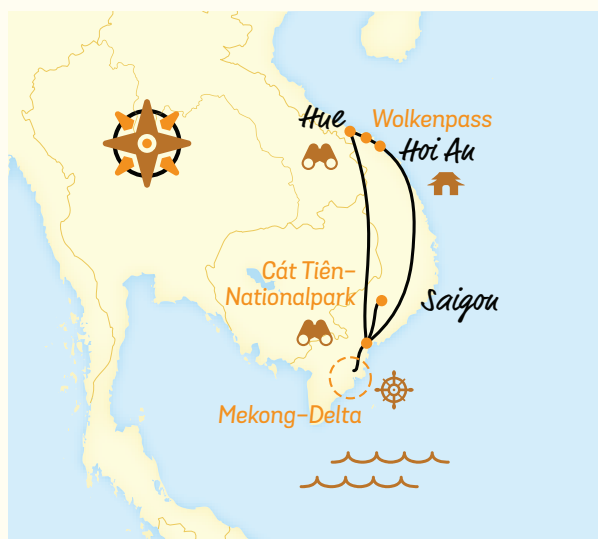 Hue
Wolkenpass
Hoi An
Cát Tiên-
Nationalpark
Saigon
Mekong-Delta